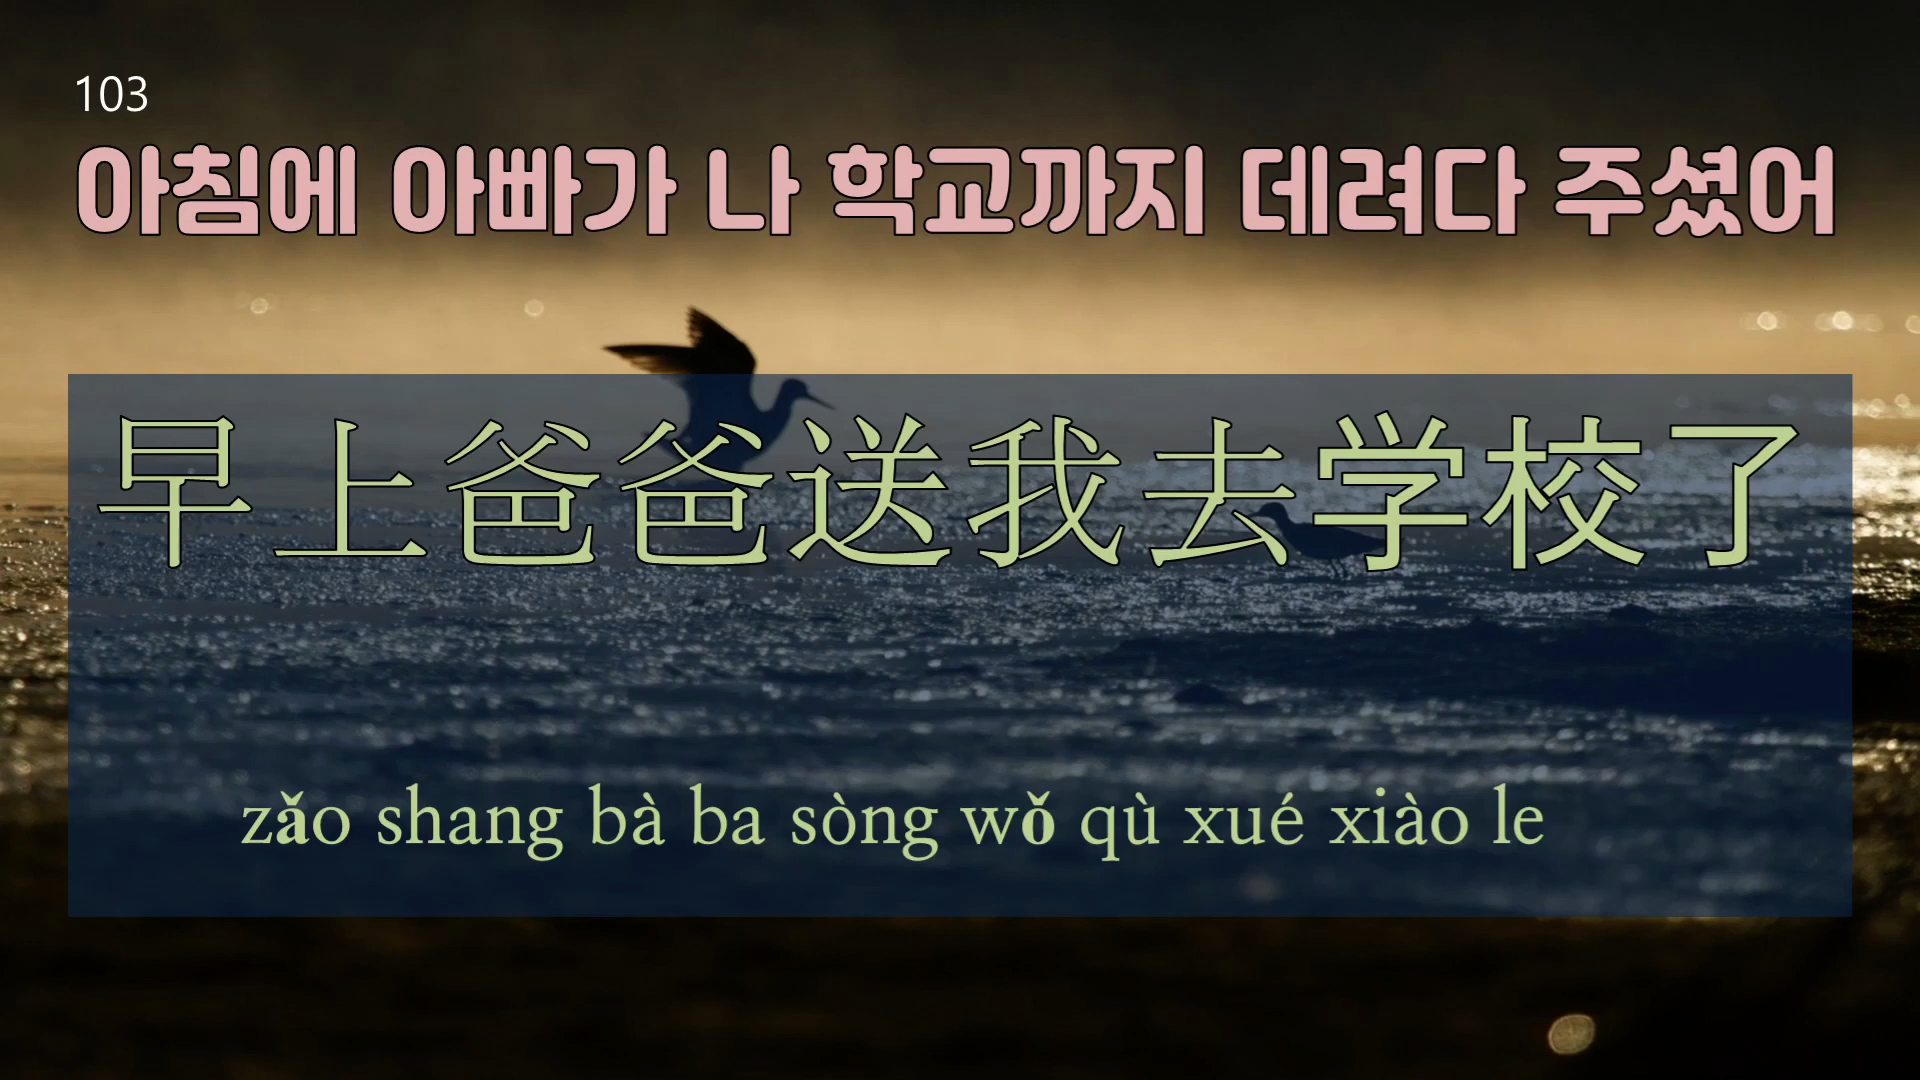 103
아침에 아빠가 나 학교까지 데려다 주셨어
早上爸爸送我去学校了
zǎo shang bà ba sòng wǒ qù xué xiào le